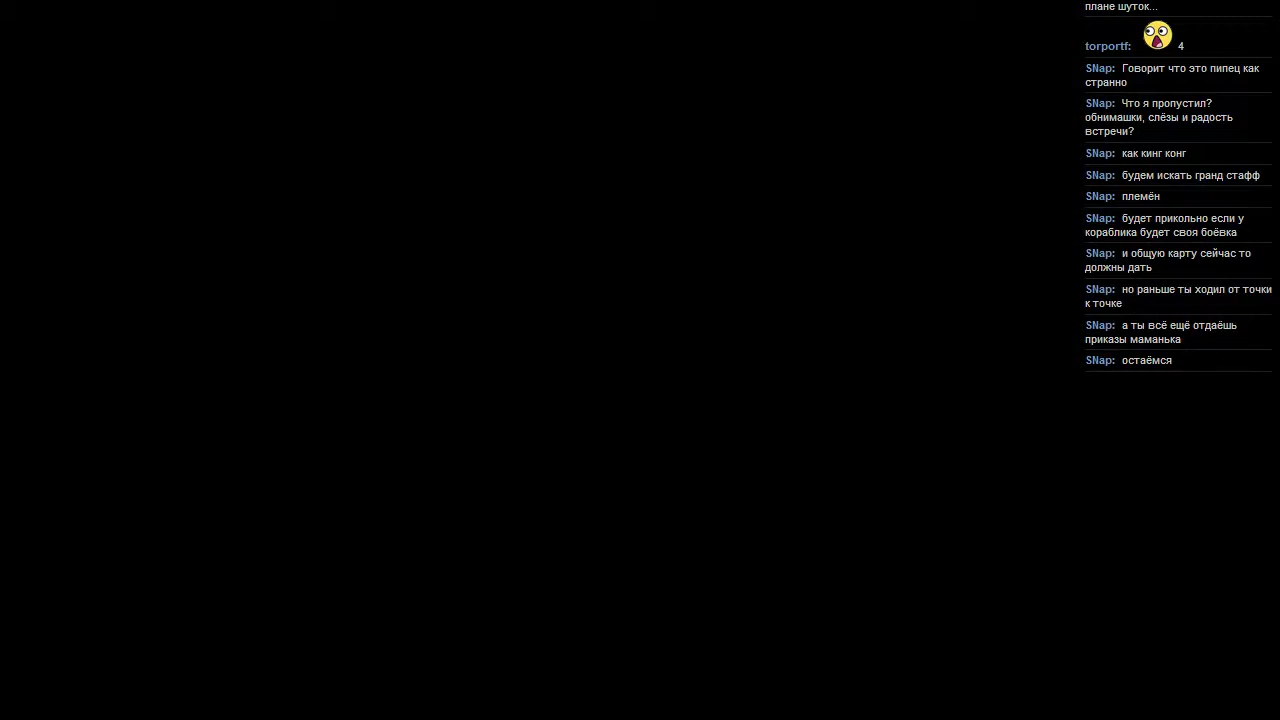 плане шуток...
torportf: 4
SNap: Говорит что это пипец как
странно
SNap: Что я пропустил?
обнимашки, слёзы и радость
встречи?
SNap: как кинг конг
SNap: будем искать гранд стафф
SNap: племён
SNap: будет прикольно если у
кораблика будет своя боёвка
SNap: и общую карту сейчас то
должны дать
SNap: но раньше ты ходил от точки
к точке
SNap: а ты всё ещё отдаёшь
приказы маманька
SNap: остаёмся